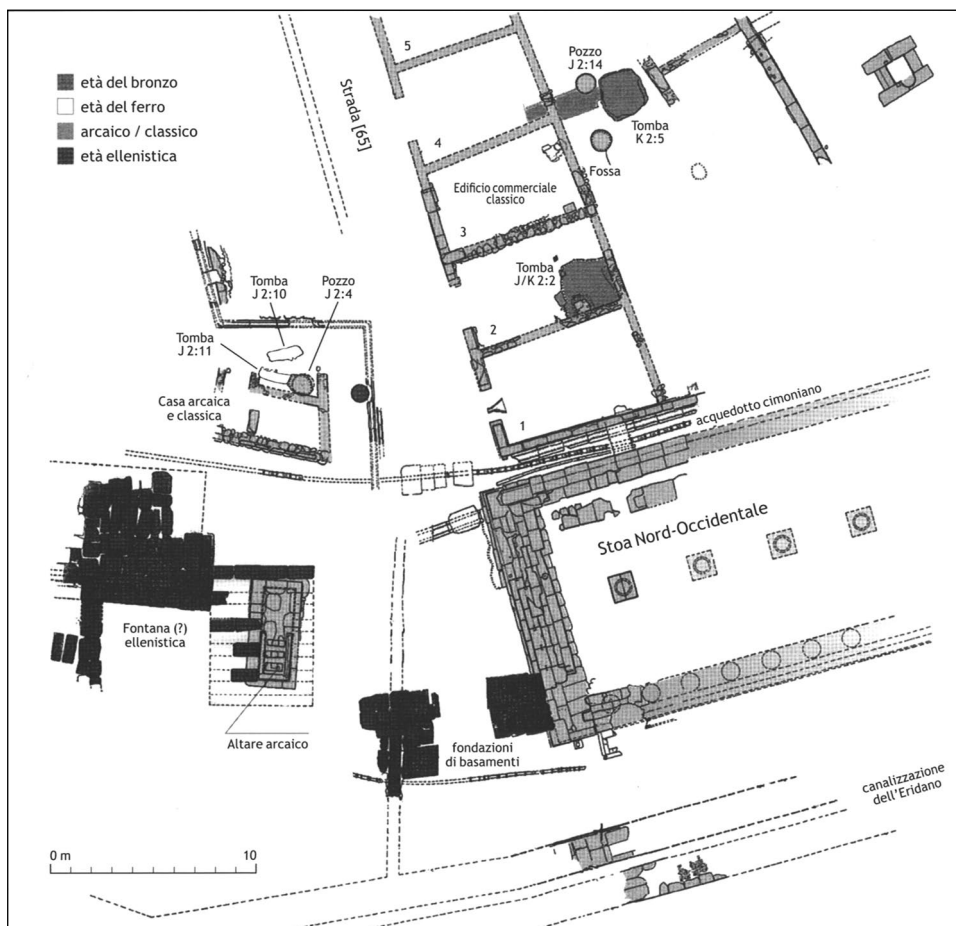 età del bronzo
età del ferro
arcaico / classico
età ellenistica
Strada [65]
5
4
3
2
1
Pozzo
J 2:14
Tomba
K 2:5
Fossa
Edificio commerciale
classico
Tomba
J/K 2:2
Tomba
J 2:10
Pozzo
J 2:4
Tomba
J 2:11
Casa arcaica
e classica
acquedotto cimoniano
Stoa Nord-Occidentale
Fontana (?)
ellenistica
Altare arcaico
fondazioni
di basamenti
canalizzazione
dell'Eridano
0 m
10